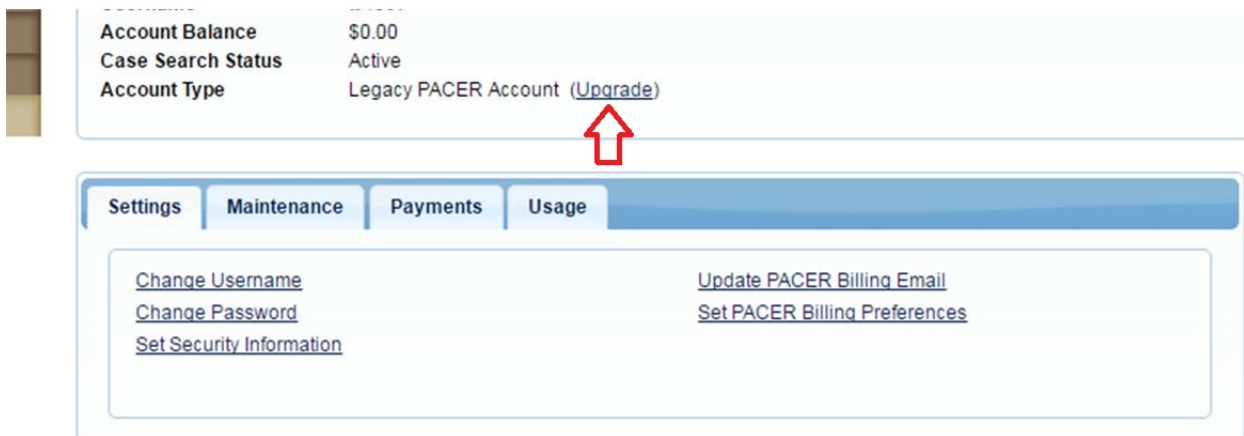 Account Balance $0.00
Case Search Status Active
Account Type Legacy PACER Account (Upgrade)
Settings Maintenance Payments Usage
Change Username Update PACER Billing Email
Change Password Set PACER Billing Preferences
Set Security Information